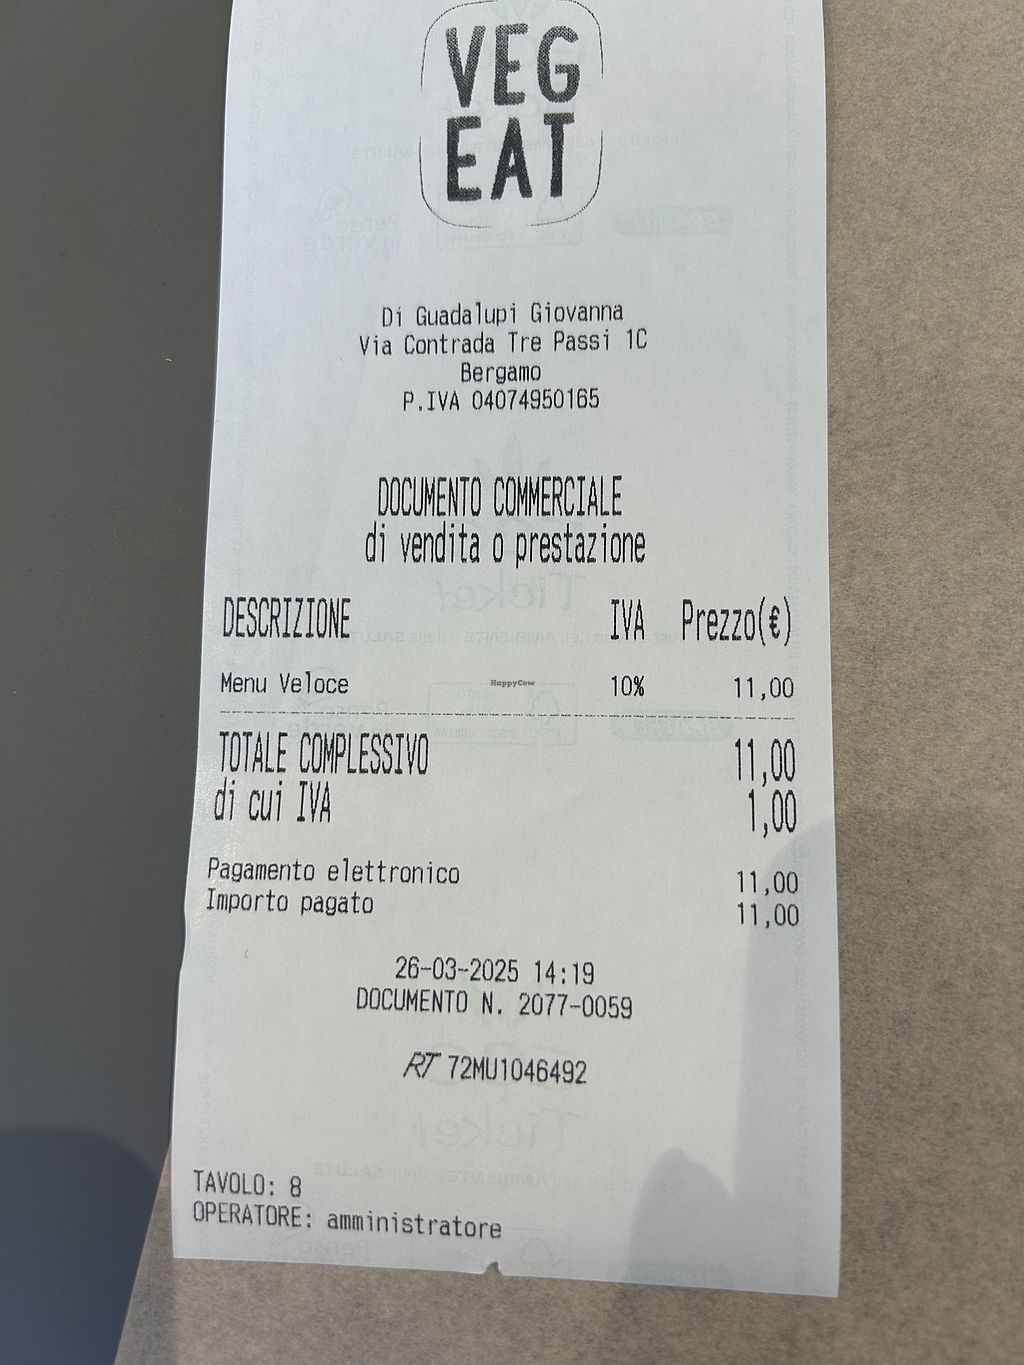 VEG
EAT
Di Guadalupi Giovanna
Via Contrada Tre Passi 1C
Bergamo
P.IVA 04074950165
DOCUMENTO COMMERCIALE
di vendita o prestazione
DESCRIZIONE IVA Prezzo(€)
Menu Veloce 10% 11,00
HappyCow
TOTALE COMPLESSIVO 11,00
di cui IVA 1,00
Pagamento elettronico 11,00
Importo pagato 11,00
26-03-2025 14:19
DOCUMENTO N. 2077-0059
RT 72MU1046492
TAVOLO: 8
OPERATORE: amministratore